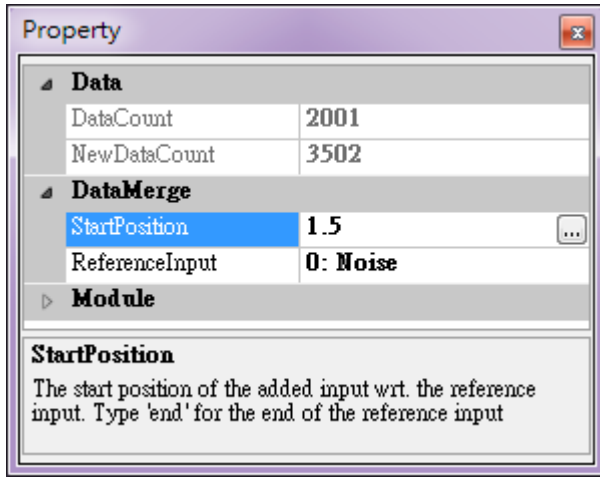 Property
Data
DataCount 2001
NewDataCount 3502
DataMerge
StartPosition 1.5 ...
ReferenceInput 0: Noise
Module
StartPosition
The start position of the added input wrt. the reference
input. Type 'end' for the end of the reference input